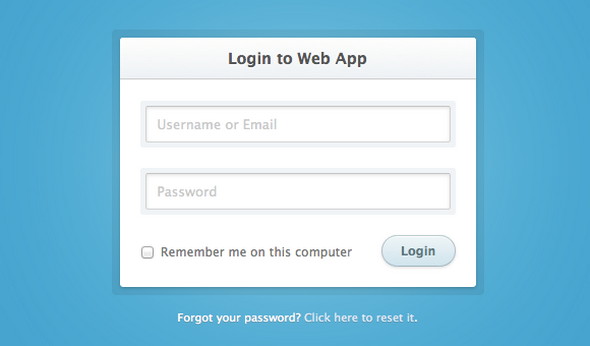 Login to Web App
Username or Email
Password
Remember me on this computer
Login
Forgot your password? Click here to reset it.